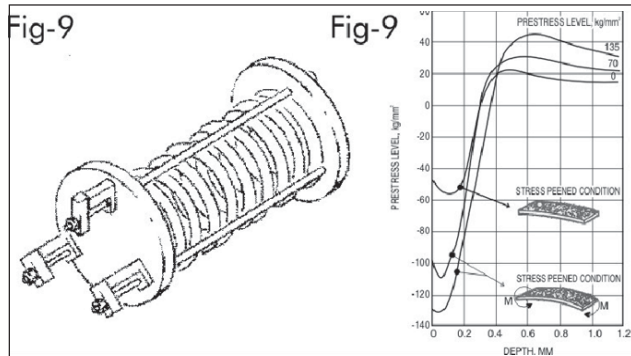 Fig-9
Fig-9
PRESTRESS LEVEL, kg/mm²
60
40
20
0
-40
-60
-80
-100
-120
-140
135
70
0
PRESTRESS LEVEL, kg/mm²
STRESS PEENED CONDITION
STRESS PEENED CONDITION
M
M
0
0.2
0.4
0.6
0.8
1.0
1.2
DEPTH, MM